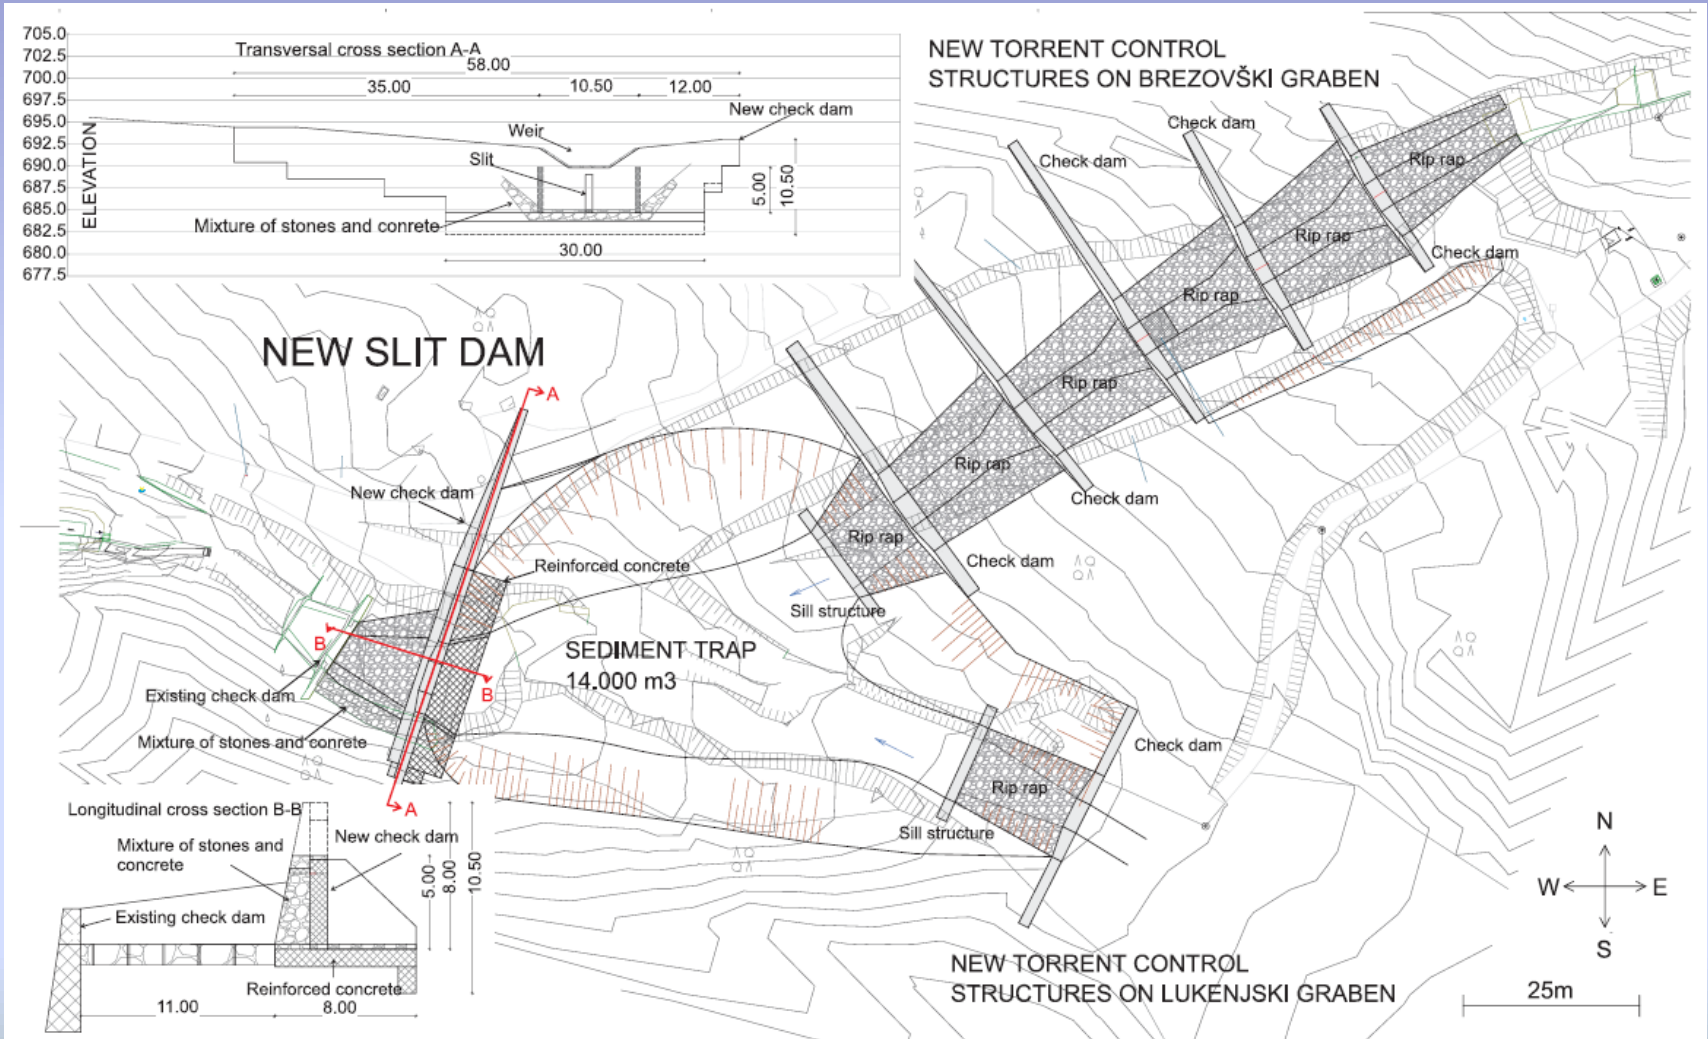 705.0
702.5
700.0
697.5
695.0
692.5
690.0
687.5
685.0
682.5
680.0
677.5
ELEVATION
Transversal cross section A-A
58.00
35.00
10.50
12.00
New check dam
Weir
Slit
5.00
10.50
Mixture of stones and conrete
30.00
NEW TORRENT CONTROL
STRUCTURES ON BREZOVŠKI GRABEN
Check dam
Check dam
Rip rap
Rip rap
Check dam
Rip rap
Rip rap
Rip rap
Check dam
Rip rap
Check dam
Sill structure
NEW SLIT DAM
A
New check dam
Reinforced concrete
B
B
SEDIMENT TRAP
14.000 m3
Existing check dam
Mixture of stones and conrete
A
Check dam
Rip rap
Sill structure
Longitudinal cross section B-B
Mixture of stones and
concrete
New check dam
5.00
8.00
10.50
Existing check dam
Reinforced concrete
11.00
8.00
NEW TORRENT CONTROL
STRUCTURES ON LUKENJSKI GRABEN
N
W
E
S
25m